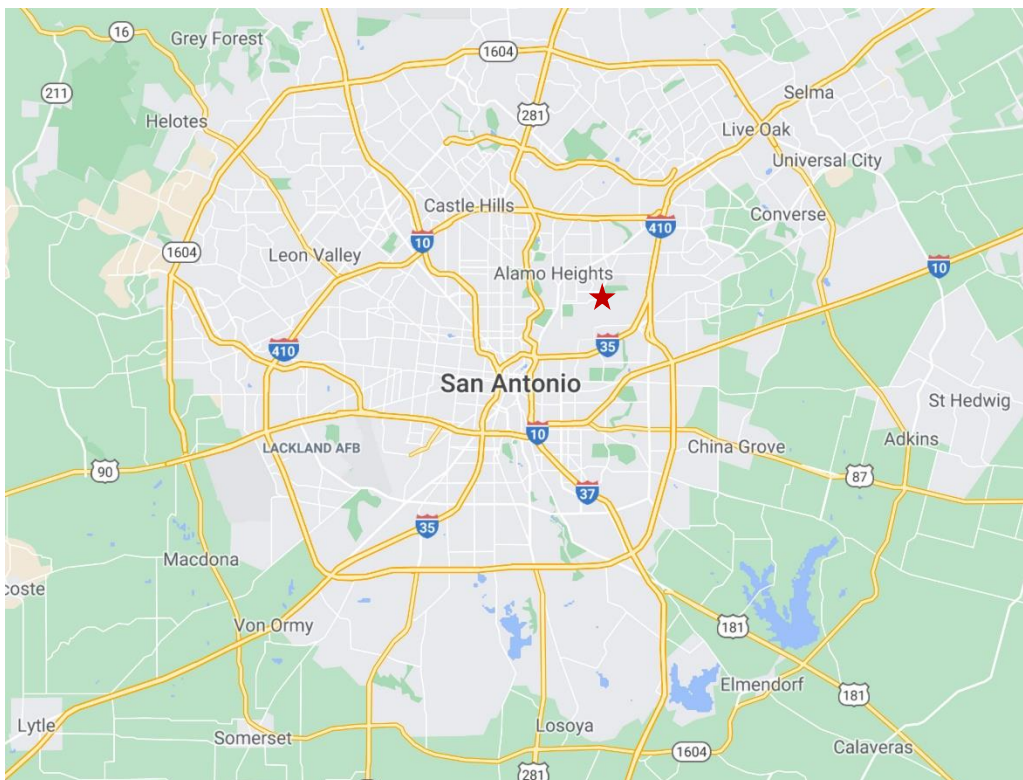 16
Grey Forest
1604
211
281
Selma
Helotes
Live Oak
Universal City
Castle Hills
Converse
410
10
1604
Leon Valley
10
Alamo Heights
35
410
San Antonio
St Hedwig
10
Adkins
LACKLAND AFB
China Grove
90
87
37
35
Macdona
coste
Von Ormy
181
Elmendorf
181
Lytle
Somerset
Losoya
1604
Calaveras
281